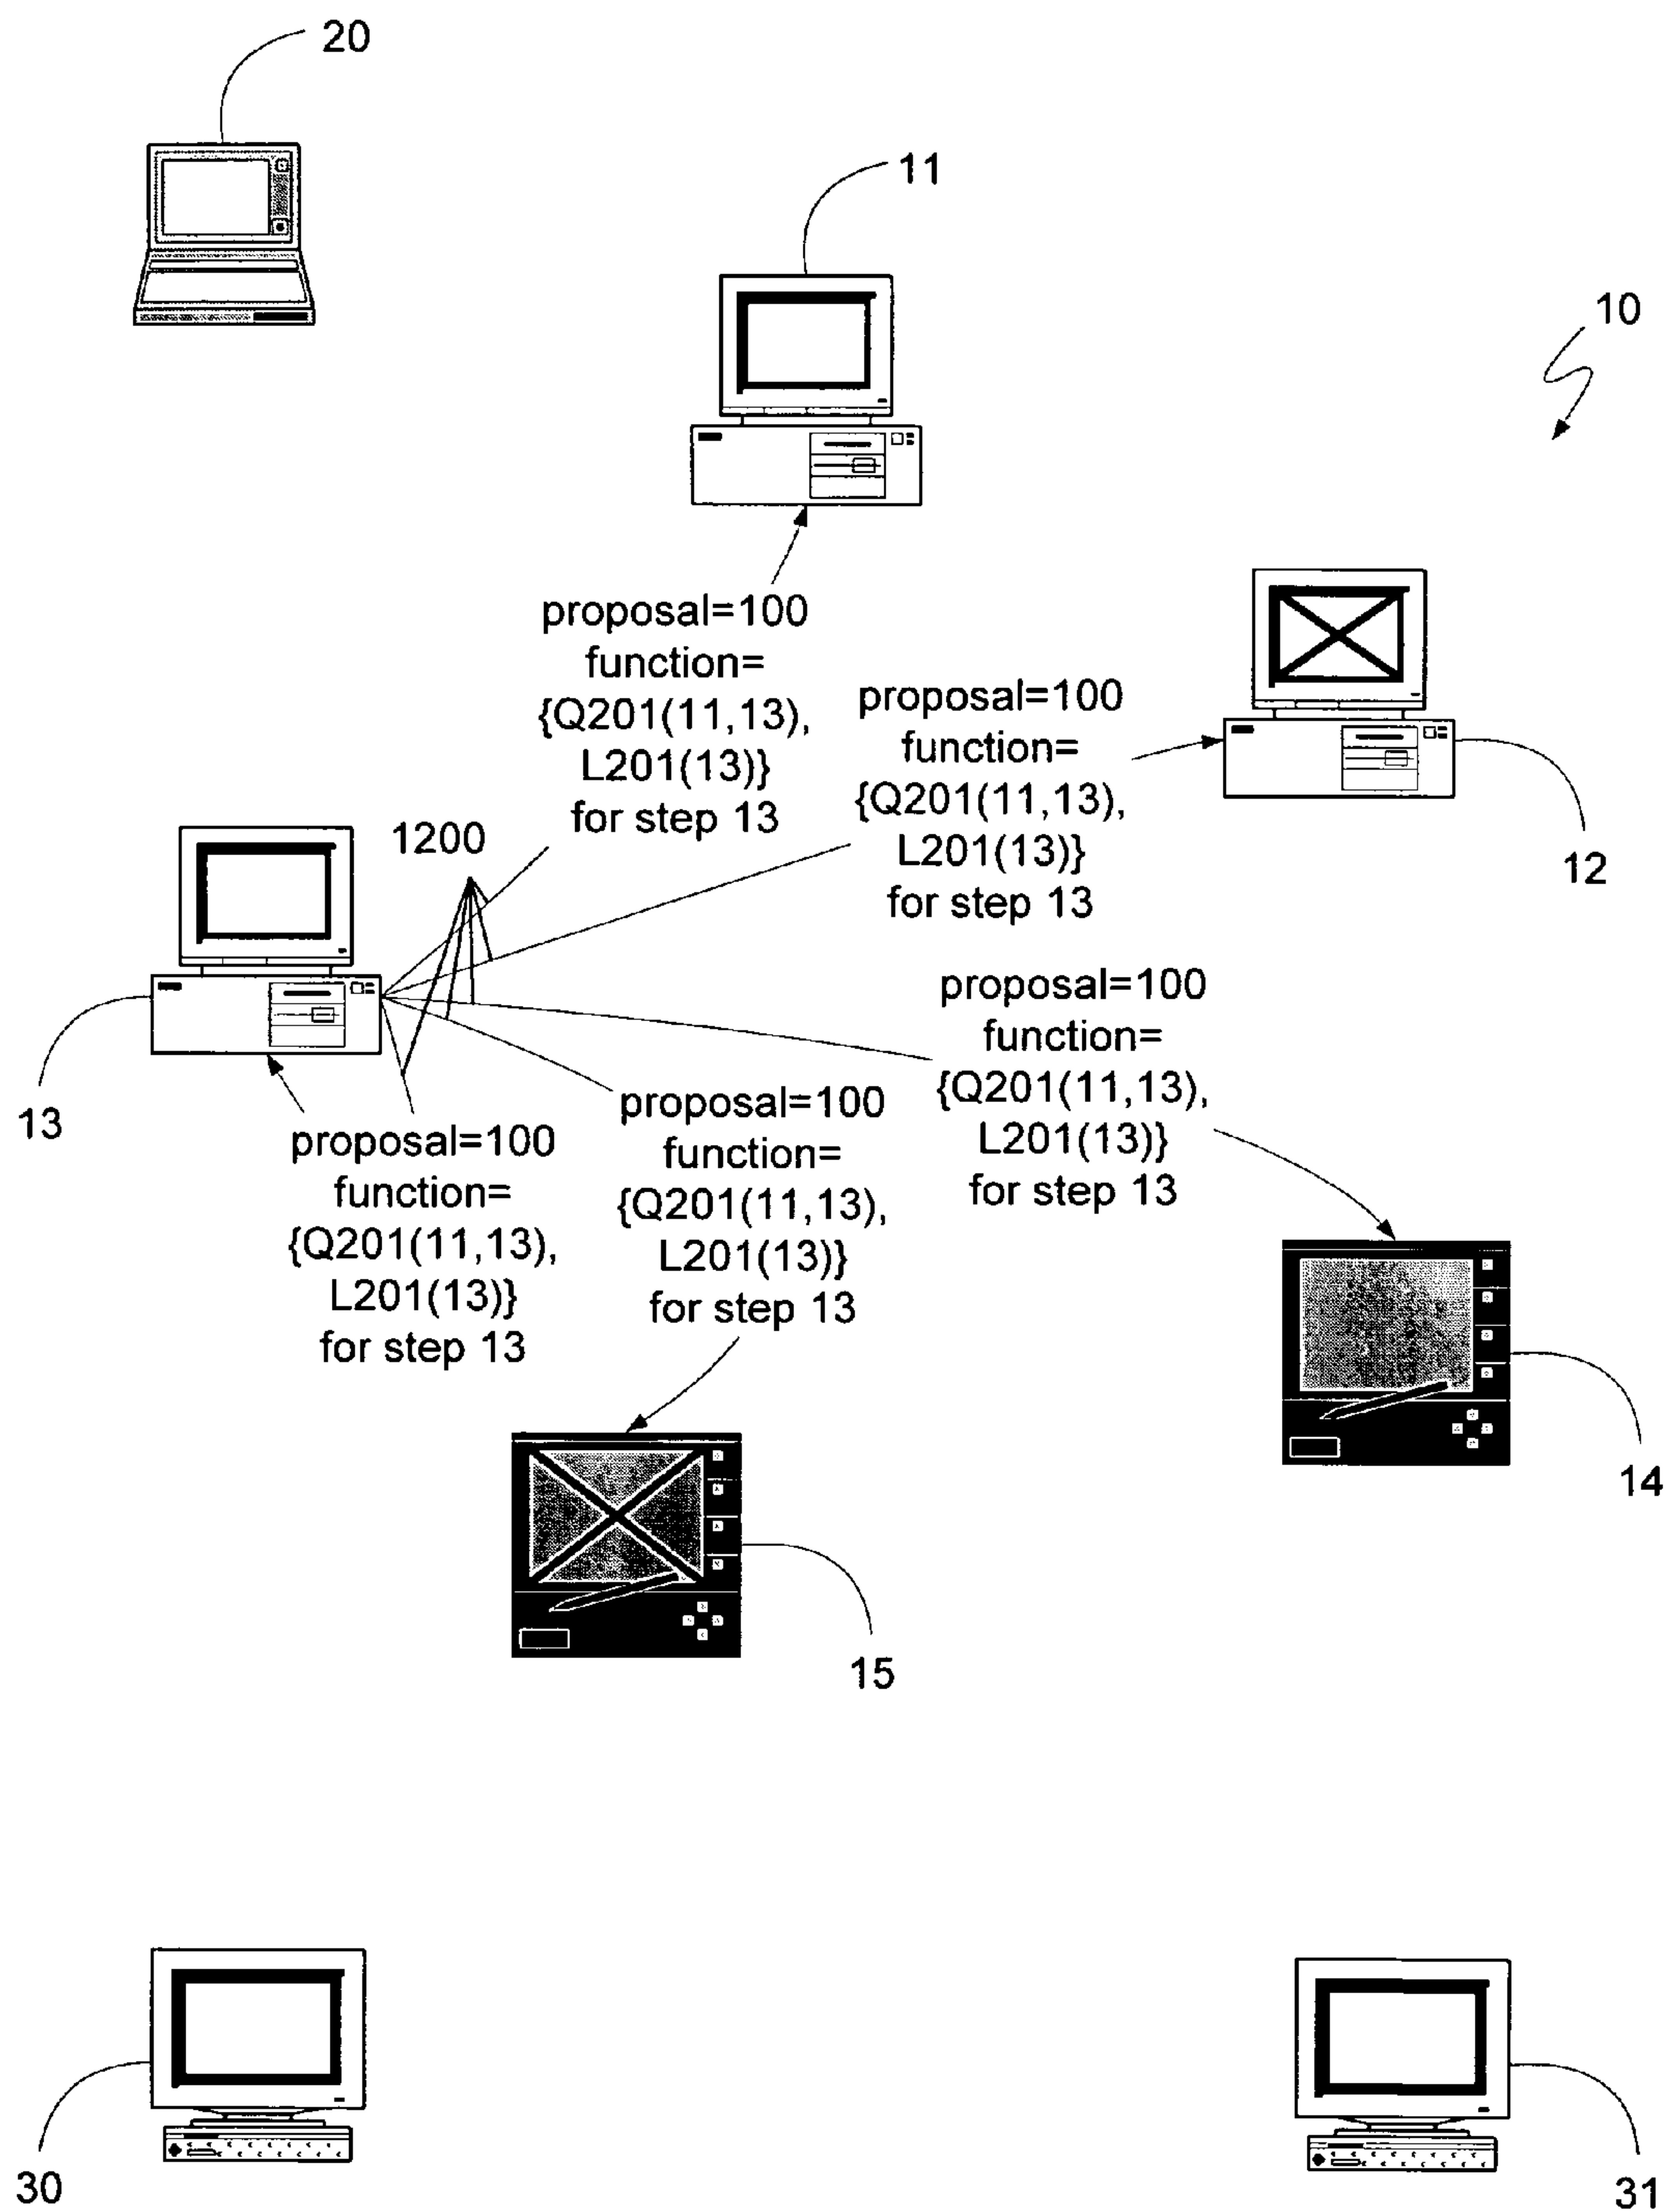 20
11
10
proposal=100
function=
{Q201(11,13),
L201(13)}
for step 13
proposal=100
function=
{Q201(11,13),
L201(13)}
for step 13
12
1200
13
proposal=100
function=
{Q201(11,13),
L201(13)}
for step 13
proposal=100
function=
{Q201(11,13),
L201(13)}
for step 13
proposal=100
function=
{Q201(11,13),
L201(13)}
for step 13
14
15
30
31